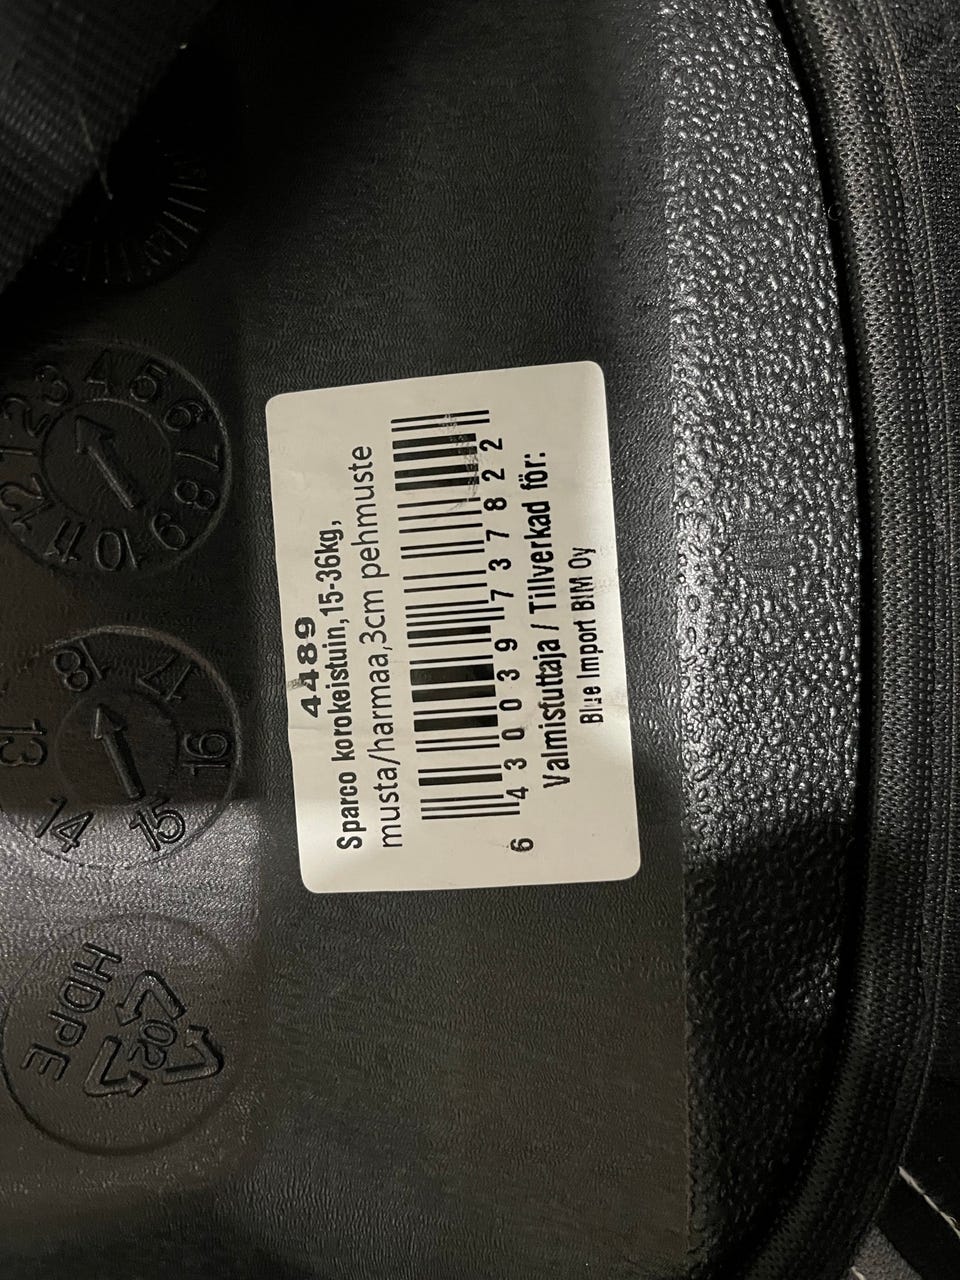 4489
Sparco korokeistuin, 15-36kg,
musta/harmaa,3cm pehmuste
6 430039 737822
Valmistuttaja / Tillverkad för:
Blue Import BIM Oy
1 2 3 4 5 6 7 8 9 10 11 12
13 14 15 16 17 18
02
HDPE